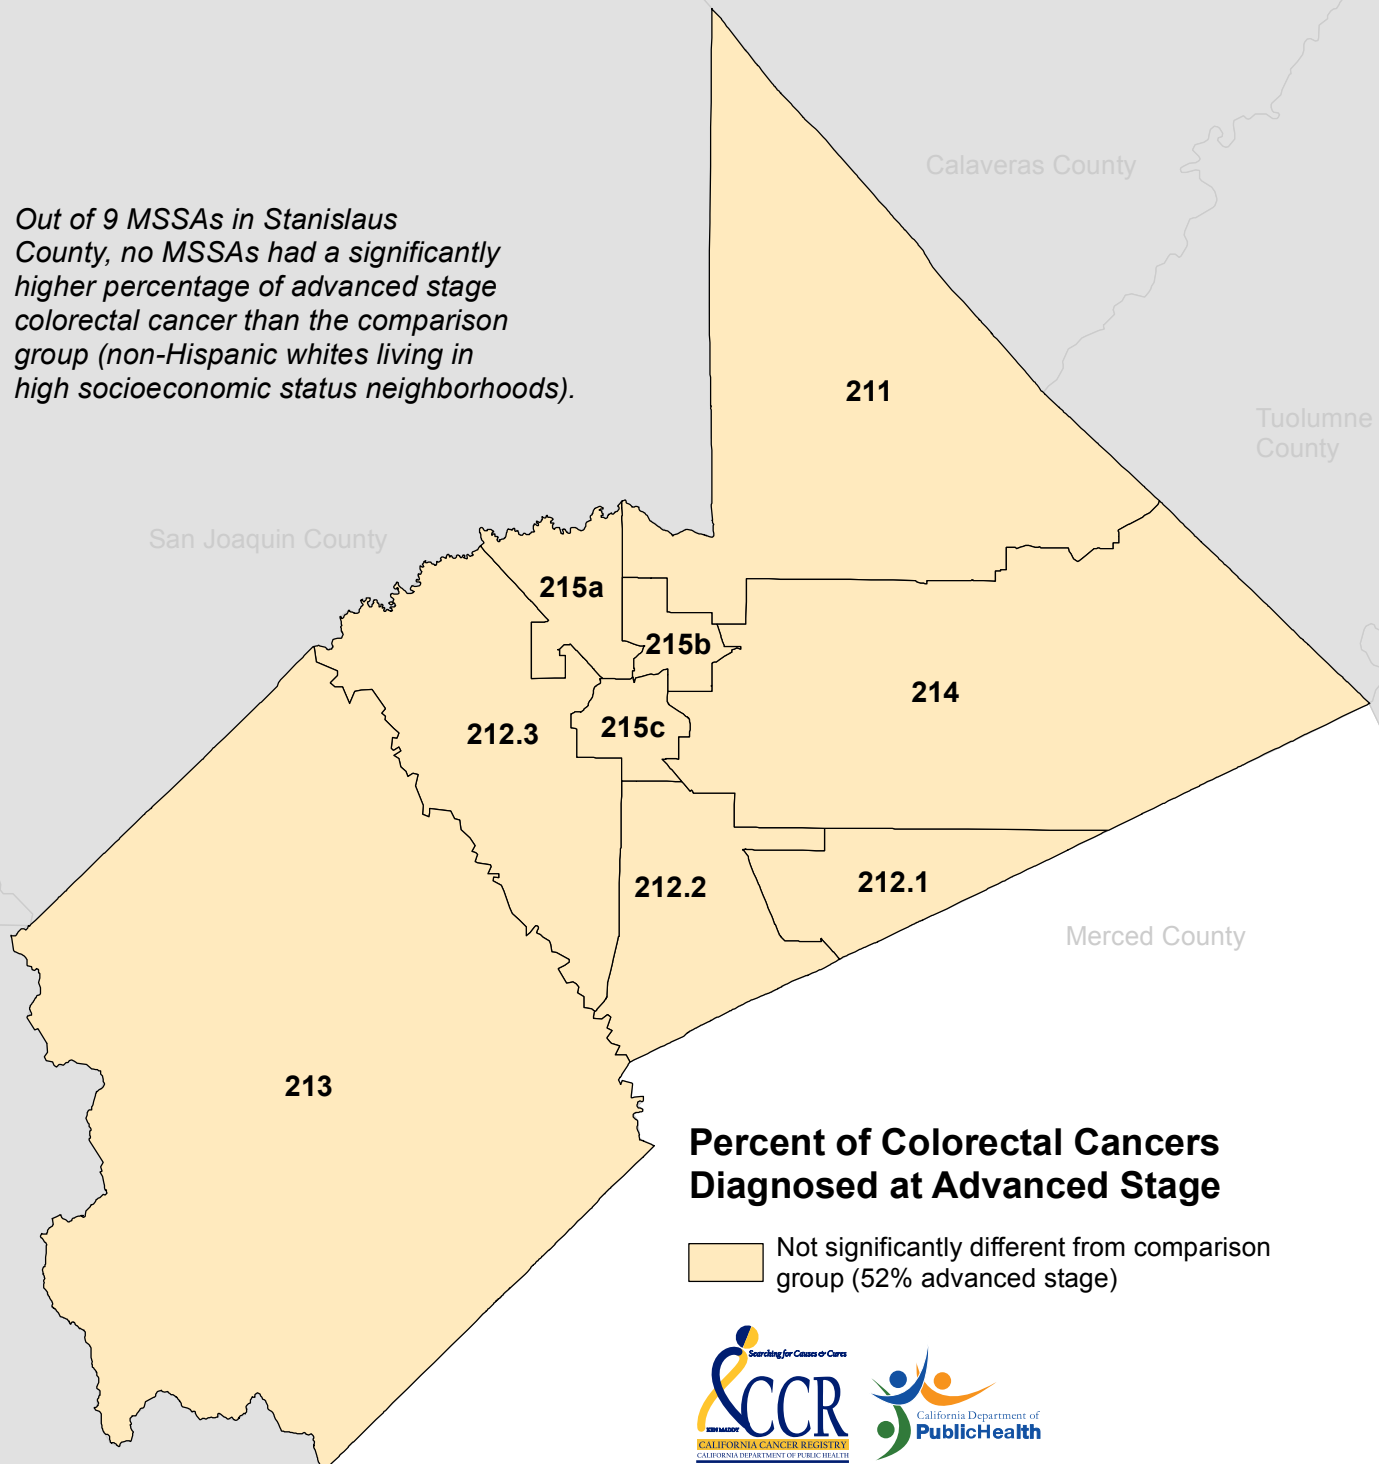 Calaveras County
Out of 9 MSSAs in Stanislaus
County, no MSSAs had a significantly
higher percentage of advanced stage
colorectal cancer than the comparison
group (non-Hispanic whites living in
high socioeconomic status neighborhoods).
211
Tuolumne
County
San Joaquin County
215a
215b
214
215c
212.3
212.2
212.1
Merced County
213
Percent of Colorectal Cancers
Diagnosed at Advanced Stage
Not significantly different from comparison
group (52% advanced stage)
Searching for Causes & Cures
CCR
KEN MADDY
CALIFORNIA CANCER REGISTRY
CALIFORNIA DEPARTMENT OF PUBLIC HEALTH
California Department of
PublicHealth